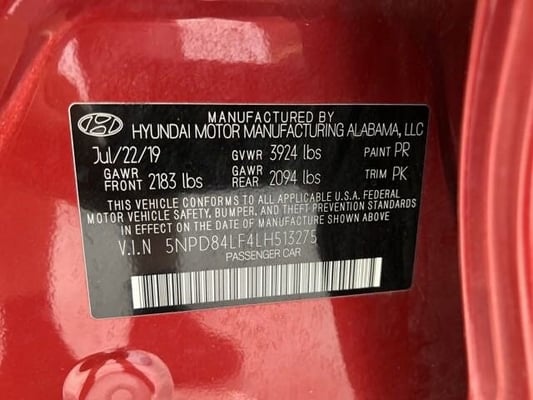 MANUFACTURED BY
HYUNDAI MOTOR MANUFACTURING ALABAMA, LLC
Jul/22/19 GVWR 3924 lbs PAINT PR
GAWR FRONT 2183 lbs GAWR REAR 2094 lbs TRIM PK
THIS VEHICLE CONFORMS TO ALL APPLICABLE U.S.A. FEDERAL
MOTOR VEHICLE SAFETY, BUMPER, AND THEFT PREVENTION STANDARDS
IN EFFECT ON THE DATE OF MANUFACTURE SHOWN ABOVE
V.I.N 5NPD84LF4LH513275
PASSENGER CAR